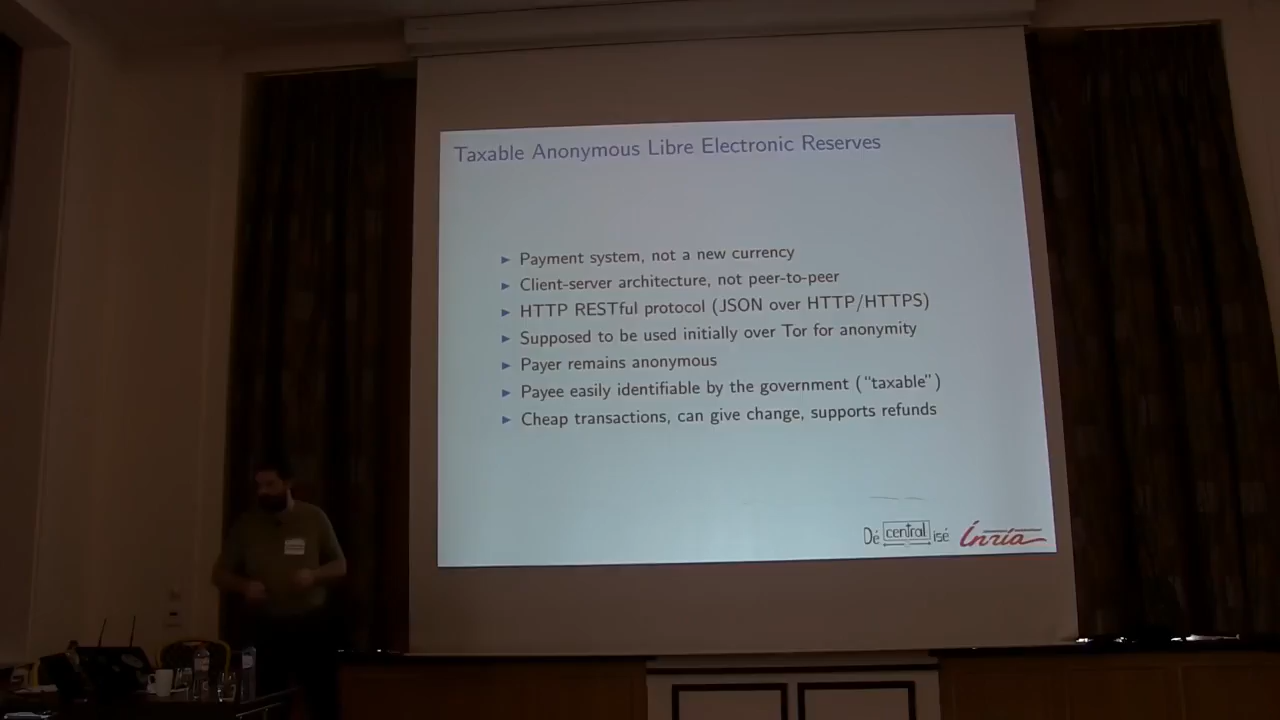 Taxable Anonymous Libre Electronic Reserves
▶ Payment system, not a new currency
▶ Client-server architecture, not peer-to-peer
▶ HTTP RESTful protocol (JSON over HTTP/HTTPS)
▶ Supposed to be used initially over Tor for anonymity
▶ Payer remains anonymous
▶ Payee easily identifiable by the government ("taxable")
▶ Cheap transactions, can give change, supports refunds
Dé central isé Inria